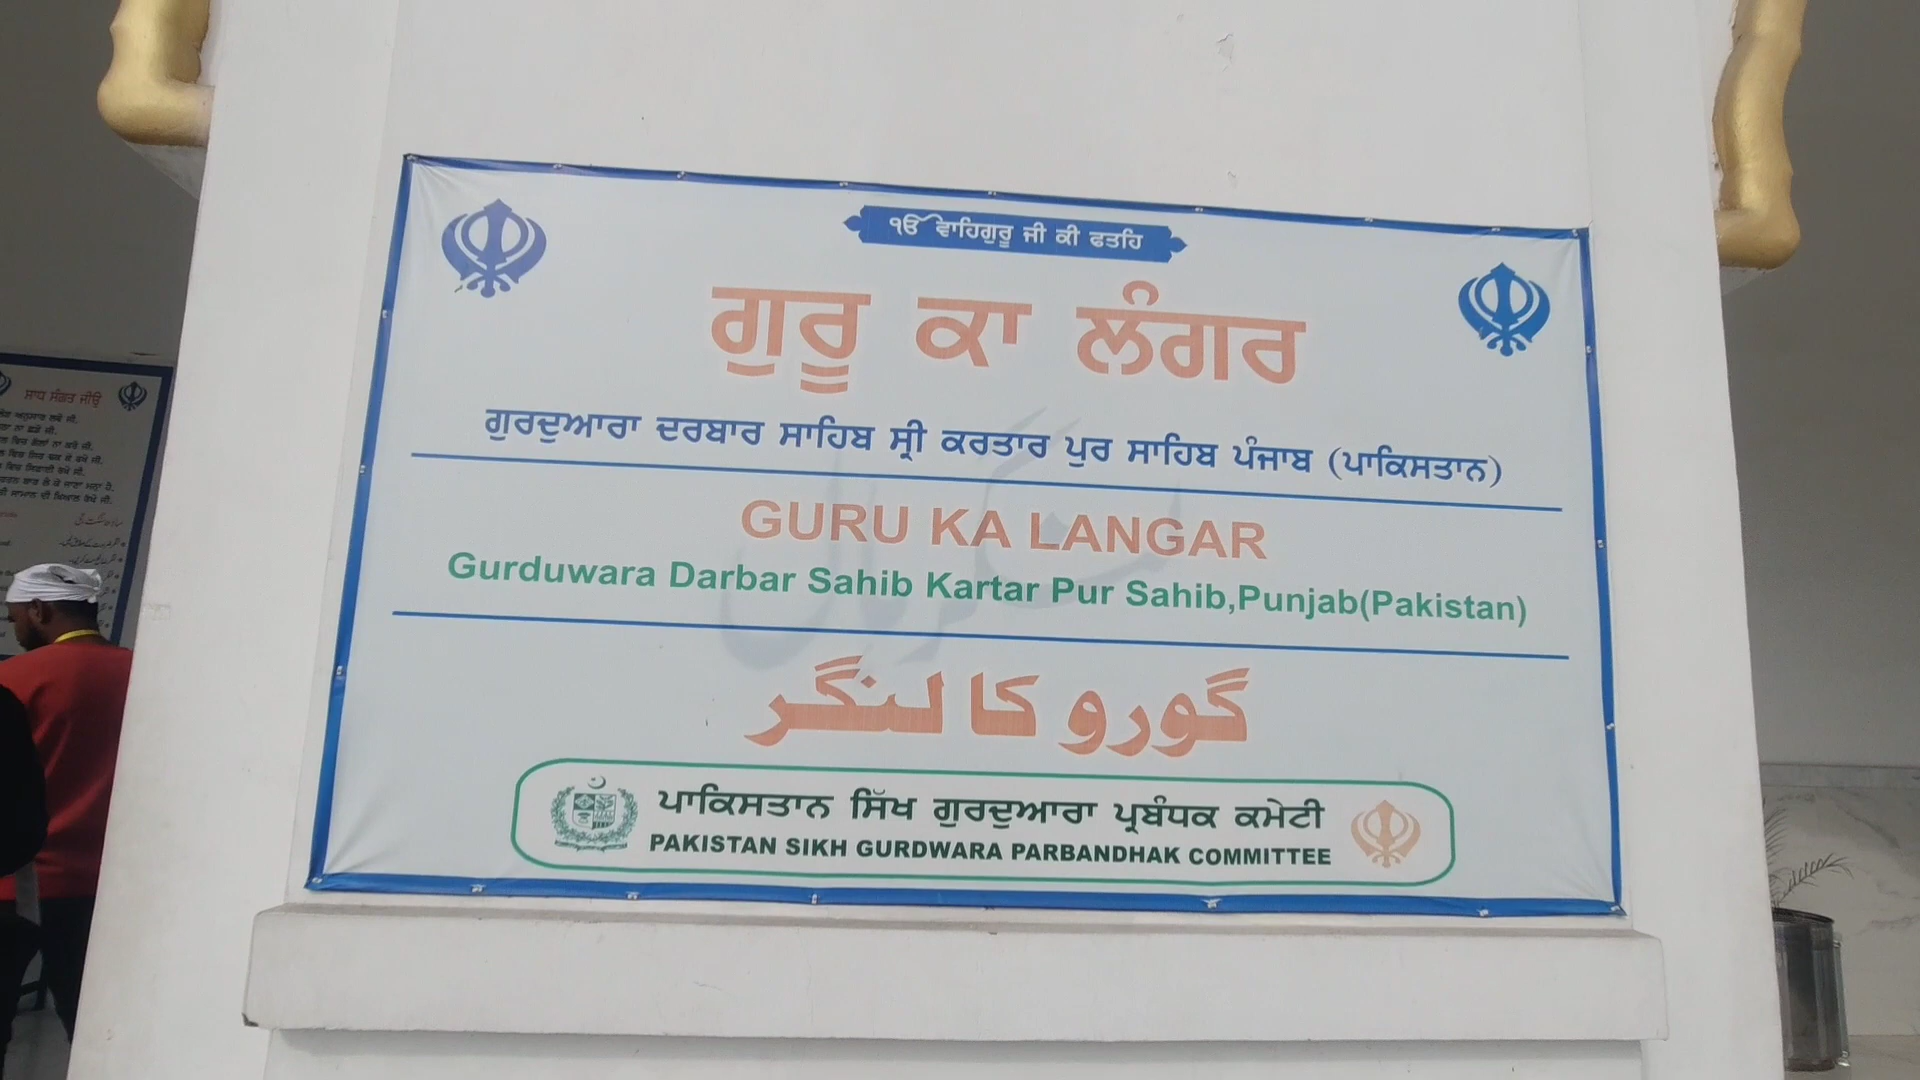 ੴ ਵਾਹਿਗੁਰੂ ਜੀ ਕੀ ਫਤਹਿ
ਗੁਰੂ ਕਾ ਲੰਗਰ
ਗੁਰਦੁਆਰਾ ਦਰਬਾਰ ਸਾਹਿਬ ਸ੍ਰੀ ਕਰਤਾਰ ਪੁਰ ਸਾਹਿਬ ਪੰਜਾਬ (ਪਾਕਿਸਤਾਨ)
GURU KA LANGAR
Gurduwara Darbar Sahib Kartar Pur Sahib,Punjab(Pakistan)
گورو کا لنگر
ਪਾਕਿਸਤਾਨ ਸਿੱਖ ਗੁਰਦੁਆਰਾ ਪ੍ਰਬੰਧਕ ਕਮੇਟੀ
PAKISTAN SIKH GURDWARA PARBANDHAK COMMITTEE
ਸਾਧ ਸੰਗਤ ਜੀਉ